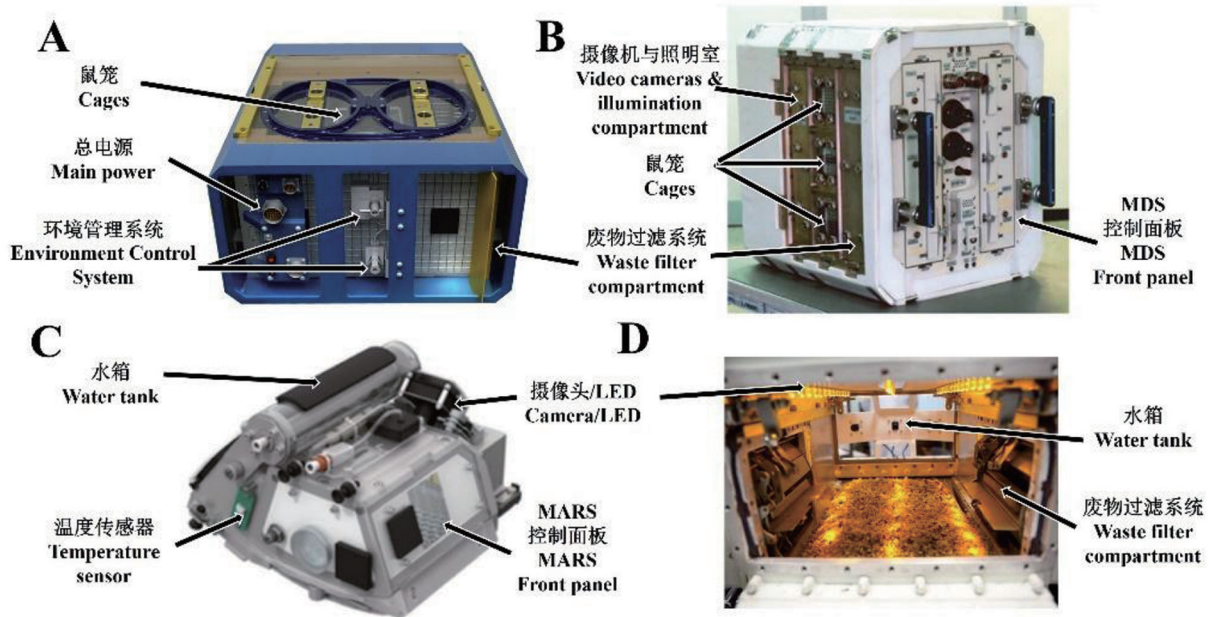 A
鼠笼
Cages
总电源
Main power
环境管理系统
Environment Control
System
B
摄像机与照明室
Video cameras &
illumination
compartment
鼠笼
Cages
废物过滤系统
Waste filter
compartment
MDS
控制面板
MDS
Front panel
C
水箱
Water tank
温度传感器
Temperature
sensor
摄像头/LED
Camera/LED
MARS
控制面板
MARS
Front panel
D
水箱
Water tank
废物过滤系统
Waste filter
compartment